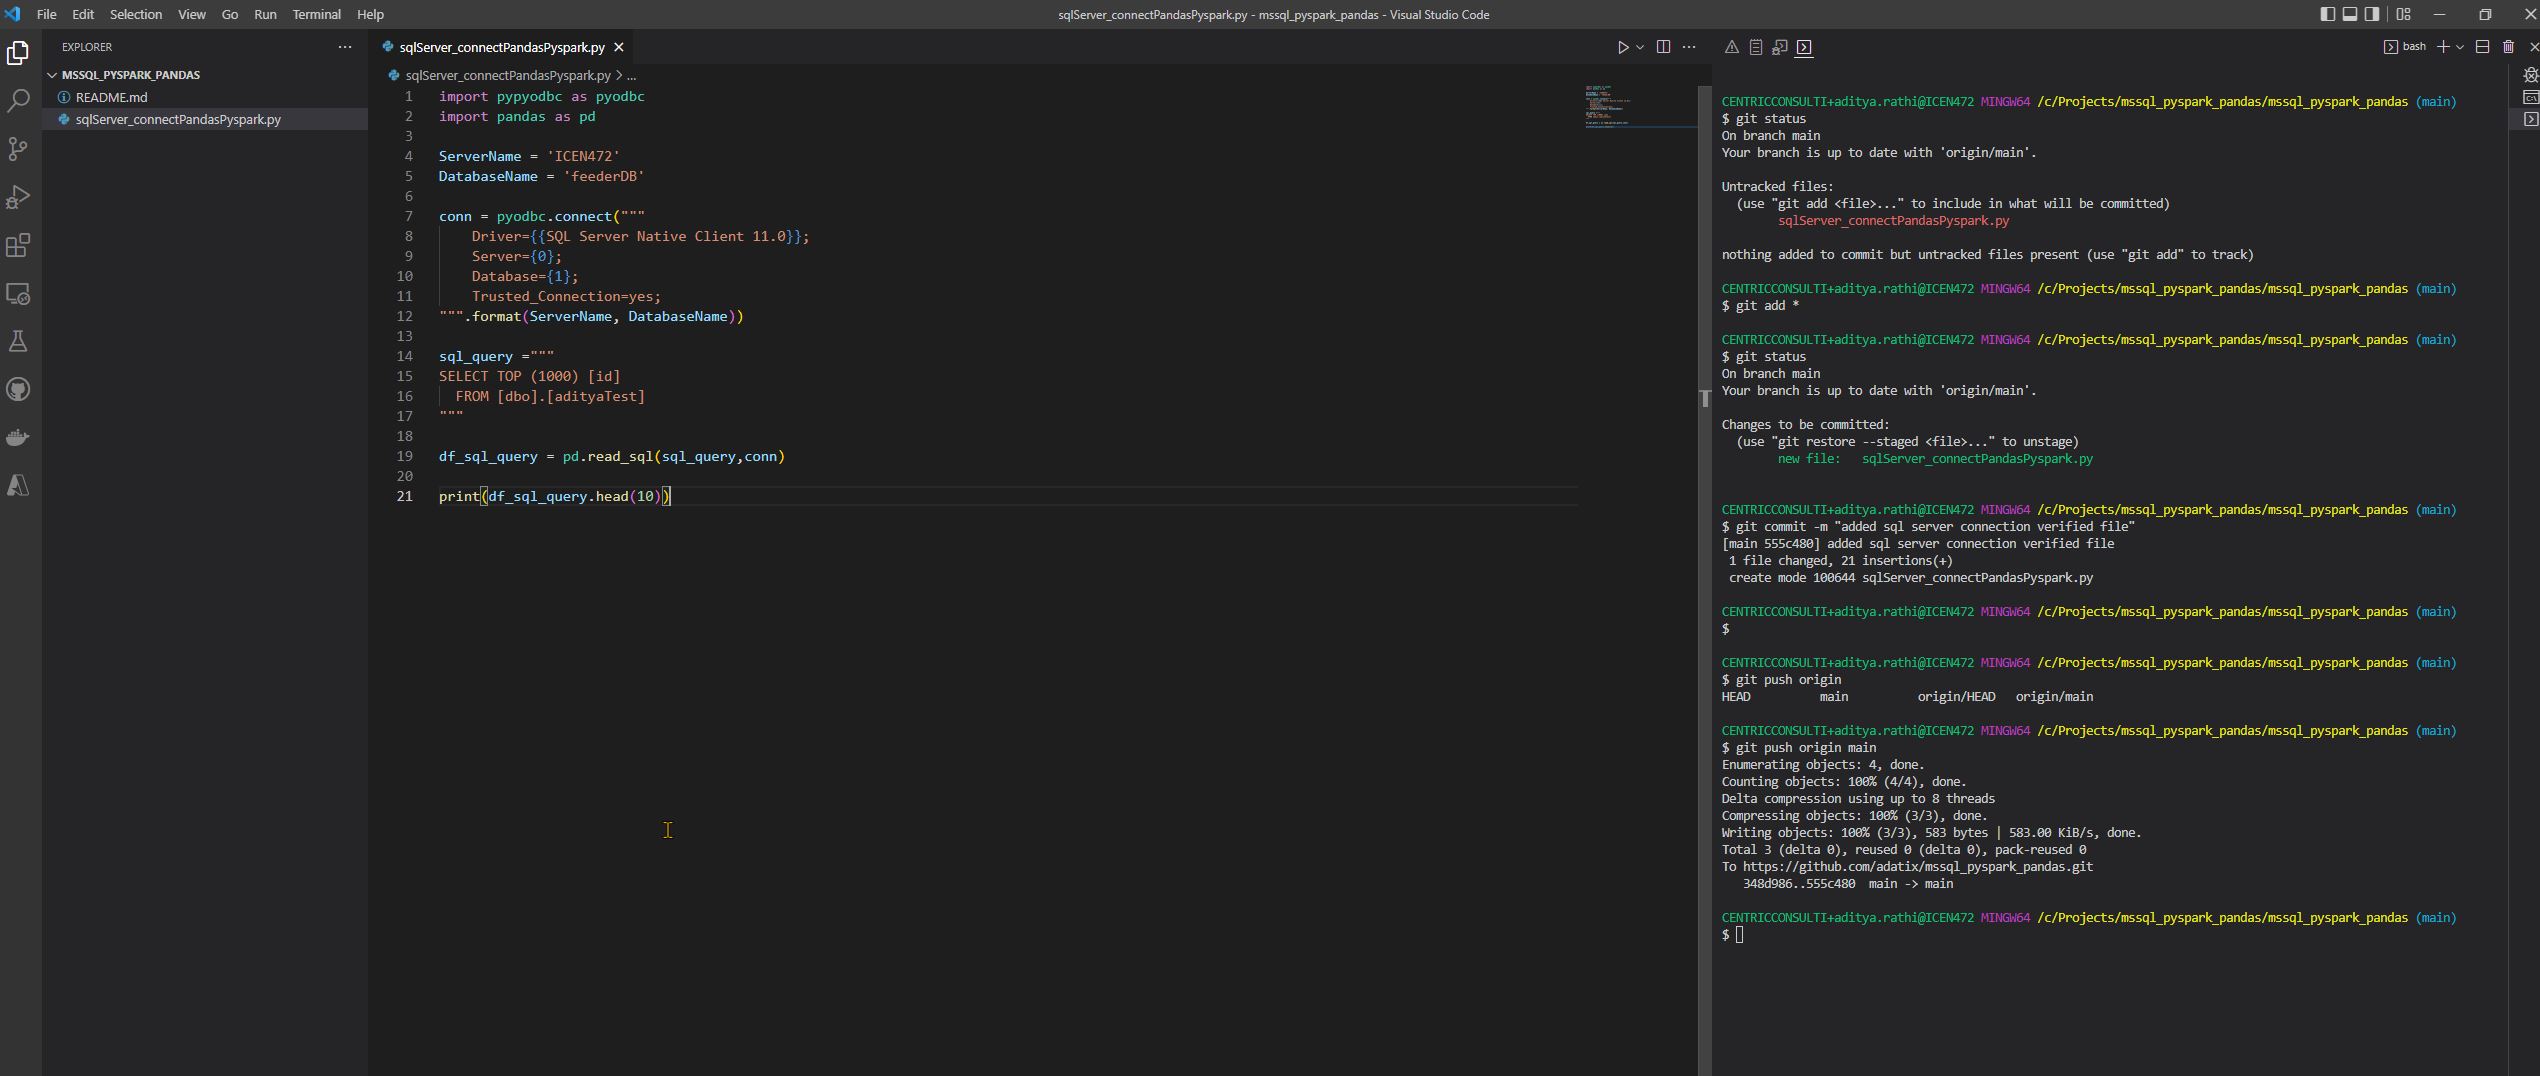 File Edit Selection View Go Run Terminal Help
sqlServer_connectPandasPyspark.py - mssql_pyspark_pandas - Visual Studio Code
EXPLORER
MSSQL_PYSPARK_PANDAS
README.md
sqlServer_connectPandasPyspark.py
sqlServer_connectPandasPyspark.py
sqlServer_connectPandasPyspark.py > ...
1 import pypyodbc as pyodbc
2 import pandas as pd
3
4 ServerName = 'ICEN472'
5 DatabaseName = 'feederDB'
6
7 conn = pyodbc.connect("""
8     Driver={{SQL Server Native Client 11.0}};
9     Server={0};
10     Database={1};
11     Trusted_Connection=yes;
12 """.format(ServerName, DatabaseName))
13
14 sql_query ="""
15 SELECT TOP (1000) [id]
16   FROM [dbo].[adityaTest]
17 """
18
19 df_sql_query = pd.read_sql(sql_query,conn)
20
21 print(df_sql_query.head(10))
bash
CENTRICCONSULTI+aditya.rathi@ICEN472 MINGW64 /c/Projects/mssql_pyspark_pandas/mssql_pyspark_pandas (main)
$ git status
On branch main
Your branch is up to date with 'origin/main'.
Untracked files:
  (use "git add <file>..." to include in what will be committed)
        sqlServer_connectPandasPyspark.py
nothing added to commit but untracked files present (use "git add" to track)
CENTRICCONSULTI+aditya.rathi@ICEN472 MINGW64 /c/Projects/mssql_pyspark_pandas/mssql_pyspark_pandas (main)
$ git add *
CENTRICCONSULTI+aditya.rathi@ICEN472 MINGW64 /c/Projects/mssql_pyspark_pandas/mssql_pyspark_pandas (main)
$ git status
On branch main
Your branch is up to date with 'origin/main'.
Changes to be committed:
  (use "git restore --staged <file>..." to unstage)
        new file:   sqlServer_connectPandasPyspark.py
CENTRICCONSULTI+aditya.rathi@ICEN472 MINGW64 /c/Projects/mssql_pyspark_pandas/mssql_pyspark_pandas (main)
$ git commit -m "added sql server connection verified file"
[main 555c480] added sql server connection verified file
 1 file changed, 21 insertions(+)
 create mode 100644 sqlServer_connectPandasPyspark.py
CENTRICCONSULTI+aditya.rathi@ICEN472 MINGW64 /c/Projects/mssql_pyspark_pandas/mssql_pyspark_pandas (main)
$
CENTRICCONSULTI+aditya.rathi@ICEN472 MINGW64 /c/Projects/mssql_pyspark_pandas/mssql_pyspark_pandas (main)
$ git push origin
HEAD          main          origin/HEAD   origin/main
CENTRICCONSULTI+aditya.rathi@ICEN472 MINGW64 /c/Projects/mssql_pyspark_pandas/mssql_pyspark_pandas (main)
$ git push origin main
Enumerating objects: 4, done.
Counting objects: 100% (4/4), done.
Delta compression using up to 8 threads
Compressing objects: 100% (3/3), done.
Writing objects: 100% (3/3), 583 bytes | 583.00 KiB/s, done.
Total 3 (delta 0), reused 0 (delta 0), pack-reused 0
To https://github.com/adatix/mssql_pyspark_pandas.git
   348d986..555c480  main -> main
CENTRICCONSULTI+aditya.rathi@ICEN472 MINGW64 /c/Projects/mssql_pyspark_pandas/mssql_pyspark_pandas (main)
$